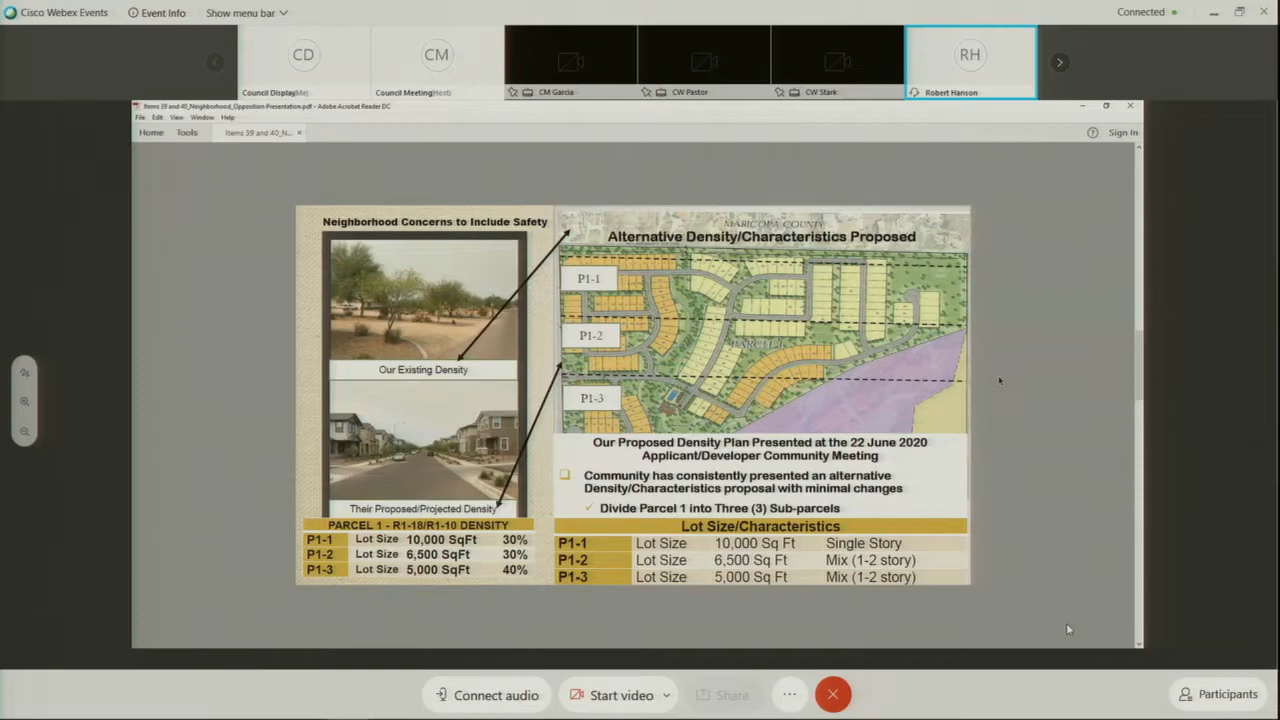 Cisco Webex Events
Event Info
Show menu bar
Connected
CD
CM
RH
Council Display(Me)
Council Meeting(Host)
CM Garcia
CW Pastor
CW Stark
Robert Hanson
Items 39 and 40_Neighborhood_Opposition Presentation.pdf - Adobe Acrobat Reader DC
File Edit View Window Help
Home Tools Items 39 and 40_N... × Sign In
Neighborhood Concerns to Include Safety
Our Existing Density
Their Proposed/Projected Density
PARCEL 1 - R1-18/R1-10 DENSITY
P1-1 Lot Size 10,000 SqFt 30%
P1-2 Lot Size 6,500 SqFt 30%
P1-3 Lot Size 5,000 SqFt 40%
MARICOPA COUNTY
Alternative Density/Characteristics Proposed
P1-1
P1-2
PARCEL 1
P1-3
Our Proposed Density Plan Presented at the 22 June 2020
Applicant/Developer Community Meeting
Community has consistently presented an alternative
Density/Characteristics proposal with minimal changes
Divide Parcel 1 into Three (3) Sub-parcels
Lot Size/Characteristics
P1-1 Lot Size 10,000 Sq Ft Single Story
P1-2 Lot Size 6,500 Sq Ft Mix (1-2 story)
P1-3 Lot Size 5,000 Sq Ft Mix (1-2 story)
Connect audio
Start video
Share
Participants